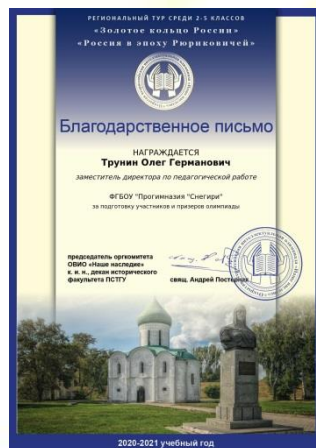 РЕГИОНАЛЬНЫЙ ТУР СРЕДИ 2-5 КЛАССОВ
«Золотое кольцо России»
«Россия в эпоху Рюриковичей»
Благодарственное письмо
НАГРАЖДАЕТСЯ
Трунин Олег Германович
заместитель директора по педагогической работе
ФГБОУ "Прогимназия "Снегири"
за подготовку участников и призеров олимпиады
председатель оргкомитета
ОВИО «Наше наследие»
к. и. н., декан исторического
факультета ПСТГУ
свящ. Андрей Постернак
2020-2021 учебный год